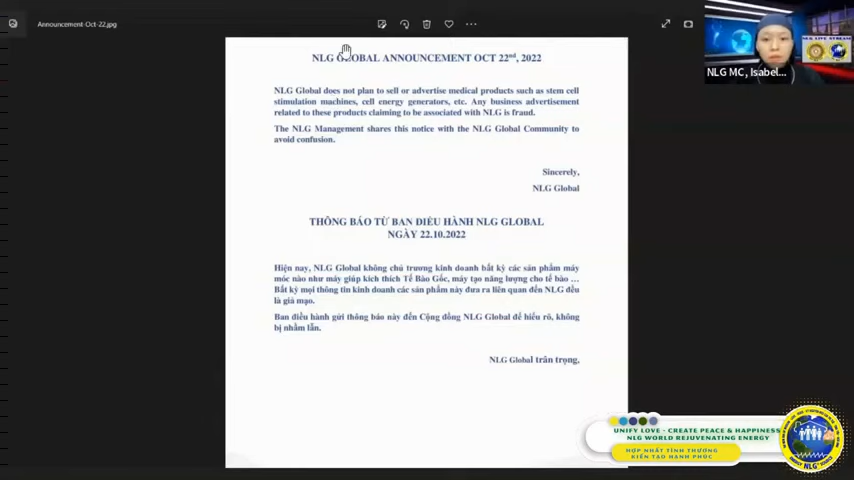 Announcement-Oct-22.jpg
NLG GLOBAL ANNOUNCEMENT OCT 22nd, 2022
NLG Global does not plan to sell or advertise medical products such as stem cell
stimulation machines, cell energy generators, etc. Any business advertisement
related to these products claiming to be associated with NLG is fraud.
The NLG Management shares this notice with the NLG Global Community to
avoid confusion.
Sincerely,
NLG Global
THÔNG BÁO TỪ BAN ĐIỀU HÀNH NLG GLOBAL
NGÀY 22.10.2022
Hiện nay, NLG Global không chủ trương kinh doanh bất kỳ các sản phẩm máy
móc nào như máy giúp kích thích Tế Bào Gốc, máy tạo năng lượng cho tế bào ...
Bất kỳ mọi thông tin kinh doanh các sản phẩm này đưa ra liên quan đến NLG đều
là giả mạo.
Ban điều hành gửi thông báo này đến Cộng đồng NLG Global để hiểu rõ, không
bị nhầm lẫn.
NLG Global trân trọng,
NLG LIVE STREAM
NLG MC, Isabel...
UNIFY LOVE - CREATE PEACE & HAPPINESS
NLG WORLD REJUVENATING ENERGY
HỢP NHẤT TÌNH THƯƠNG
KIẾN TẠO HẠNH PHÚC
NLG